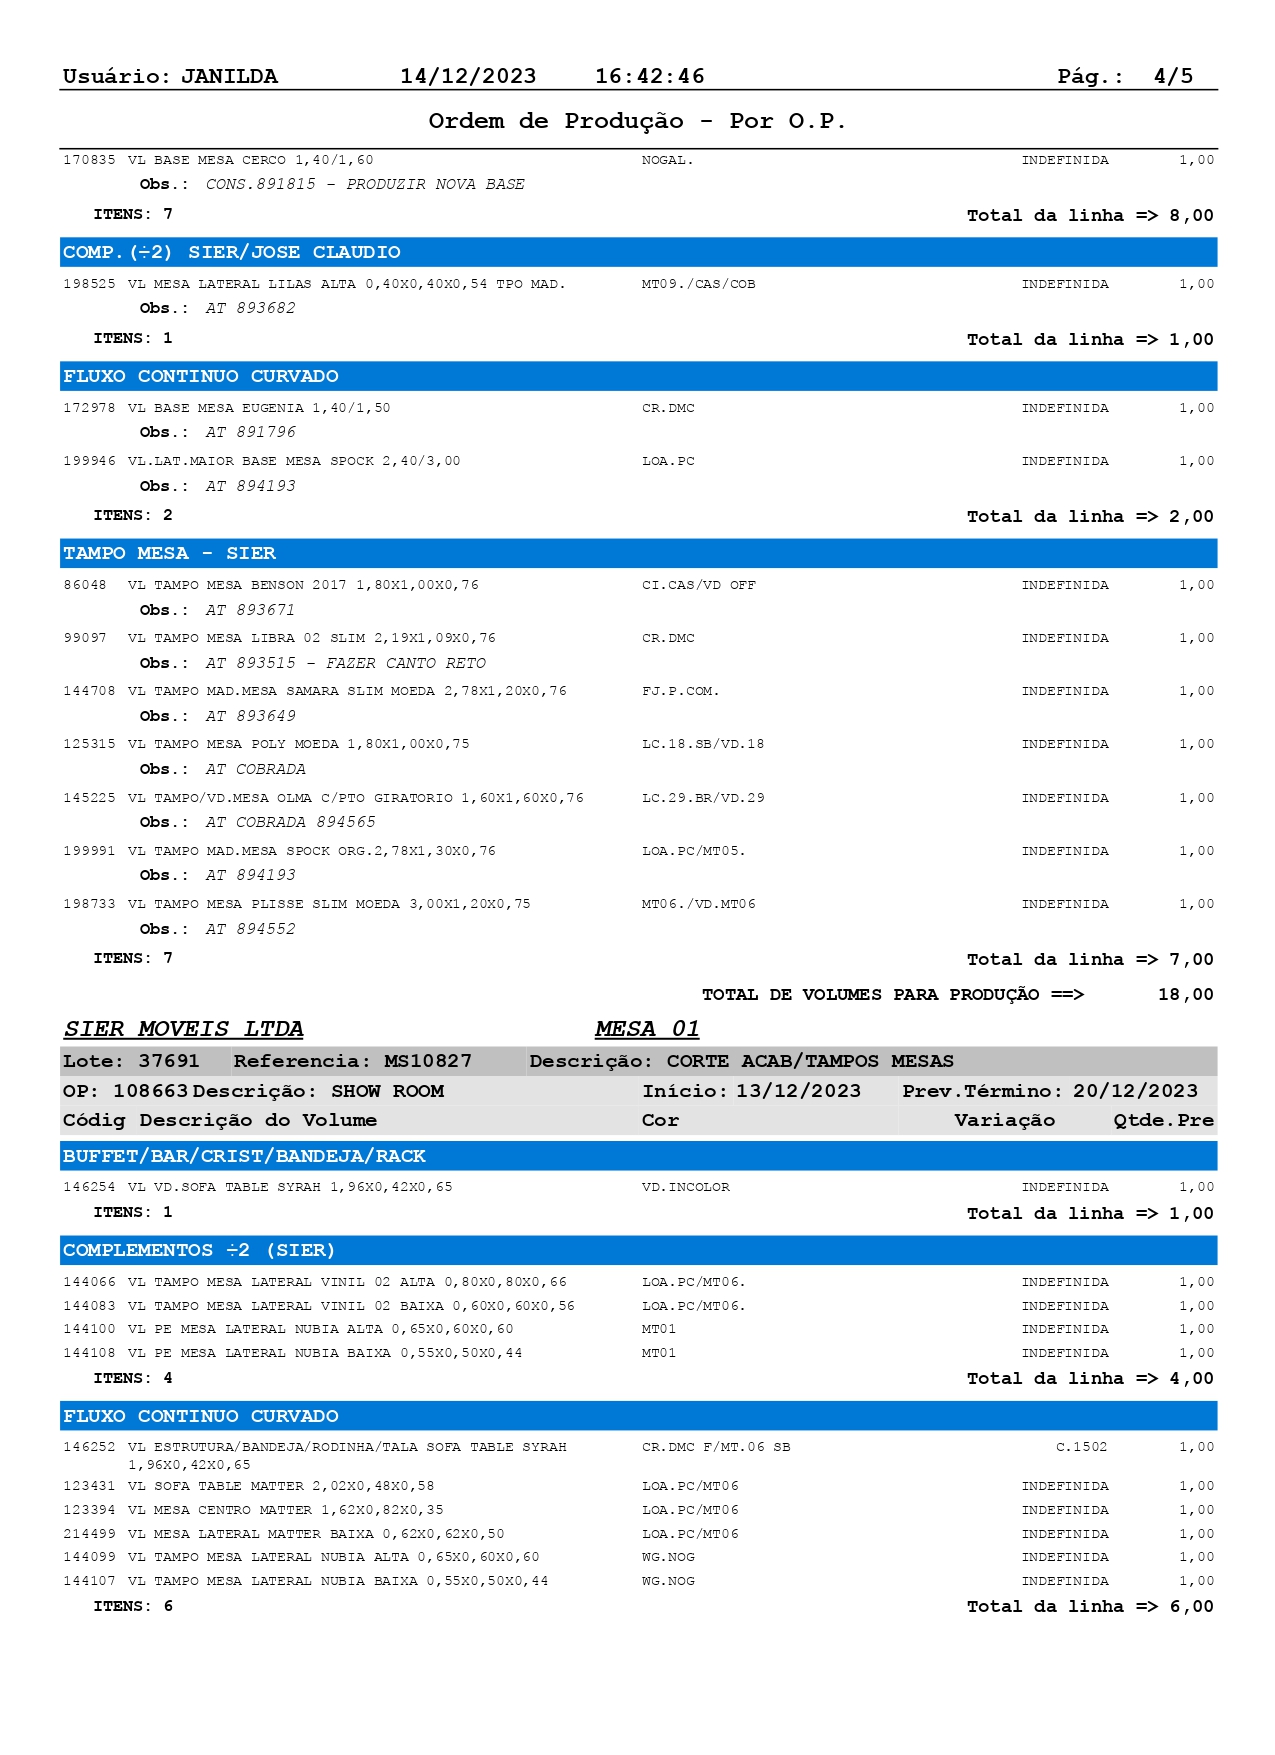 Usuário: JANILDA 14/12/2023 16:42:46 Pág.: 4/5
Ordem de Produção - Por O.P.
170835 VL BASE MESA CERCO 1,40/1,60 NOGAL. INDEFINIDA 1,00
Obs.: CONS.891815 - PRODUZIR NOVA BASE
ITENS: 7 Total da linha => 8,00
COMP.(÷2) SIER/JOSE CLAUDIO
198525 VL MESA LATERAL LILAS ALTA 0,40X0,40X0,54 TPO MAD. MT09./CAS/COB INDEFINIDA 1,00
Obs.: AT 893682
ITENS: 1 Total da linha => 1,00
FLUXO CONTINUO CURVADO
172978 VL BASE MESA EUGENIA 1,40/1,50 CR.DMC INDEFINIDA 1,00
Obs.: AT 891796
199946 VL.LAT.MAIOR BASE MESA SPOCK 2,40/3,00 LOA.PC INDEFINIDA 1,00
Obs.: AT 894193
ITENS: 2 Total da linha => 2,00
TAMPO MESA - SIER
86048 VL TAMPO MESA BENSON 2017 1,80X1,00X0,76 CI.CAS/VD OFF INDEFINIDA 1,00
Obs.: AT 893671
99097 VL TAMPO MESA LIBRA 02 SLIM 2,19X1,09X0,76 CR.DMC INDEFINIDA 1,00
Obs.: AT 893515 - FAZER CANTO RETO
144708 VL TAMPO MAD.MESA SAMARA SLIM MOEDA 2,78X1,20X0,76 FJ.P.COM. INDEFINIDA 1,00
Obs.: AT 893649
125315 VL TAMPO MESA POLY MOEDA 1,80X1,00X0,75 LC.18.SB/VD.18 INDEFINIDA 1,00
Obs.: AT COBRADA
145225 VL TAMPO/VD.MESA OLMA C/PTO GIRATORIO 1,60X1,60X0,76 LC.29.BR/VD.29 INDEFINIDA 1,00
Obs.: AT COBRADA 894565
199991 VL TAMPO MAD.MESA SPOCK ORG.2,78X1,30X0,76 LOA.PC/MT05. INDEFINIDA 1,00
Obs.: AT 894193
198733 VL TAMPO MESA PLISSE SLIM MOEDA 3,00X1,20X0,75 MT06./VD.MT06 INDEFINIDA 1,00
Obs.: AT 894552
ITENS: 7 Total da linha => 7,00
TOTAL DE VOLUMES PARA PRODUÇÃO ==> 18,00
SIER MOVEIS LTDA MESA 01
Lote: 37691 Referencia: MS10827 Descrição: CORTE ACAB/TAMPOS MESAS
OP: 108663 Descrição: SHOW ROOM Início: 13/12/2023 Prev.Término: 20/12/2023
Códig Descrição do Volume Cor Variação Qtde.Pre
BUFFET/BAR/CRIST/BANDEJA/RACK
146254 VL VD.SOFA TABLE SYRAH 1,96X0,42X0,65 VD.INCOLOR INDEFINIDA 1,00
ITENS: 1 Total da linha => 1,00
COMPLEMENTOS ÷2 (SIER)
144066 VL TAMPO MESA LATERAL VINIL 02 ALTA 0,80X0,80X0,66 LOA.PC/MT06. INDEFINIDA 1,00
144083 VL TAMPO MESA LATERAL VINIL 02 BAIXA 0,60X0,60X0,56 LOA.PC/MT06. INDEFINIDA 1,00
144100 VL PE MESA LATERAL NUBIA ALTA 0,65X0,60X0,60 MT01 INDEFINIDA 1,00
144108 VL PE MESA LATERAL NUBIA BAIXA 0,55X0,50X0,44 MT01 INDEFINIDA 1,00
ITENS: 4 Total da linha => 4,00
FLUXO CONTINUO CURVADO
146252 VL ESTRUTURA/BANDEJA/RODINHA/TALA SOFA TABLE SYRAH CR.DMC F/MT.06 SB C.1502 1,00
1,96X0,42X0,65
123431 VL SOFA TABLE MATTER 2,02X0,48X0,58 LOA.PC/MT06 INDEFINIDA 1,00
123394 VL MESA CENTRO MATTER 1,62X0,82X0,35 LOA.PC/MT06 INDEFINIDA 1,00
214499 VL MESA LATERAL MATTER BAIXA 0,62X0,62X0,50 LOA.PC/MT06 INDEFINIDA 1,00
144099 VL TAMPO MESA LATERAL NUBIA ALTA 0,65X0,60X0,60 WG.NOG INDEFINIDA 1,00
144107 VL TAMPO MESA LATERAL NUBIA BAIXA 0,55X0,50X0,44 WG.NOG INDEFINIDA 1,00
ITENS: 6 Total da linha => 6,00